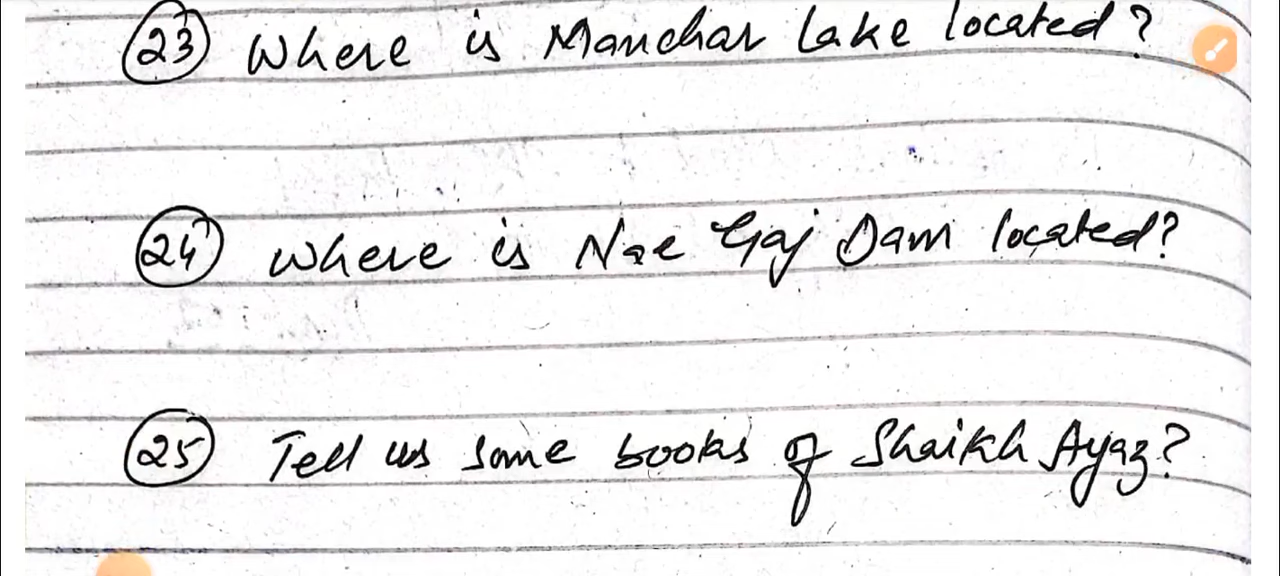 23 Where is Manchar Lake located?
24 Where is Nae Gaj Dam located?
25 Tell us some books of Shaikh Ayaz?